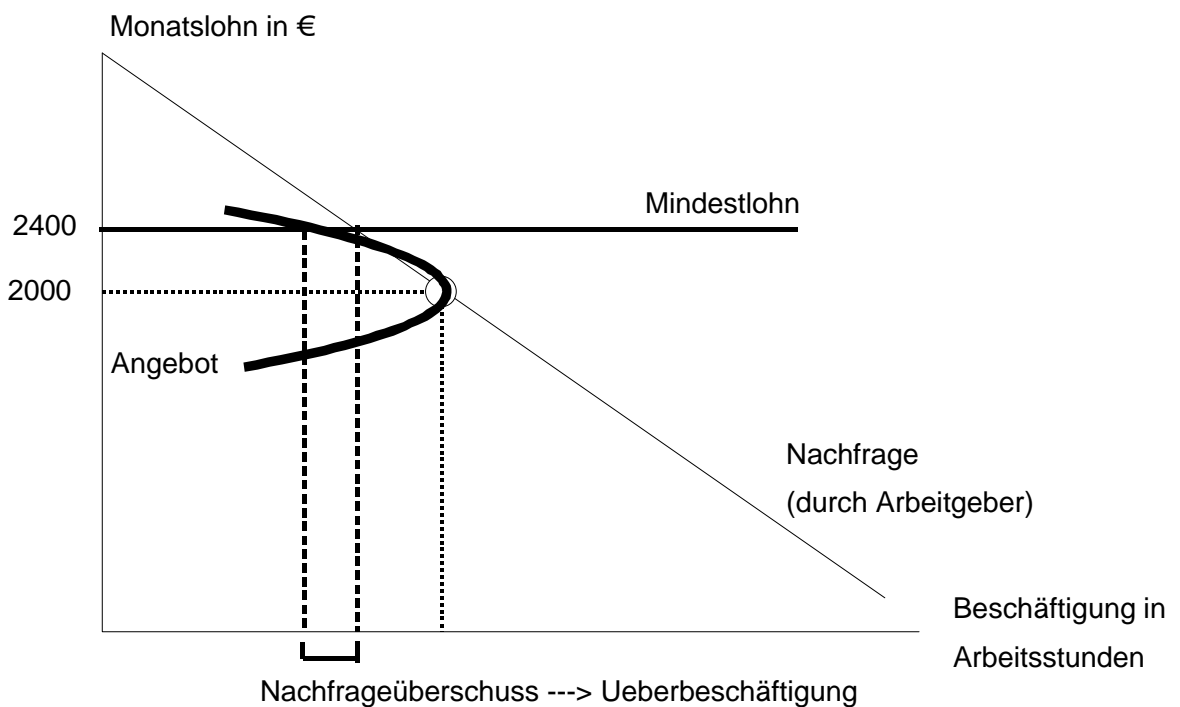 Monatslohn in €
Mindestlohn
2400
2000
Angebot
Nachfrage
(durch Arbeitgeber)
Beschäftigung in
Arbeitsstunden
Nachfrageüberschuss ---> Ueberbeschäftigung